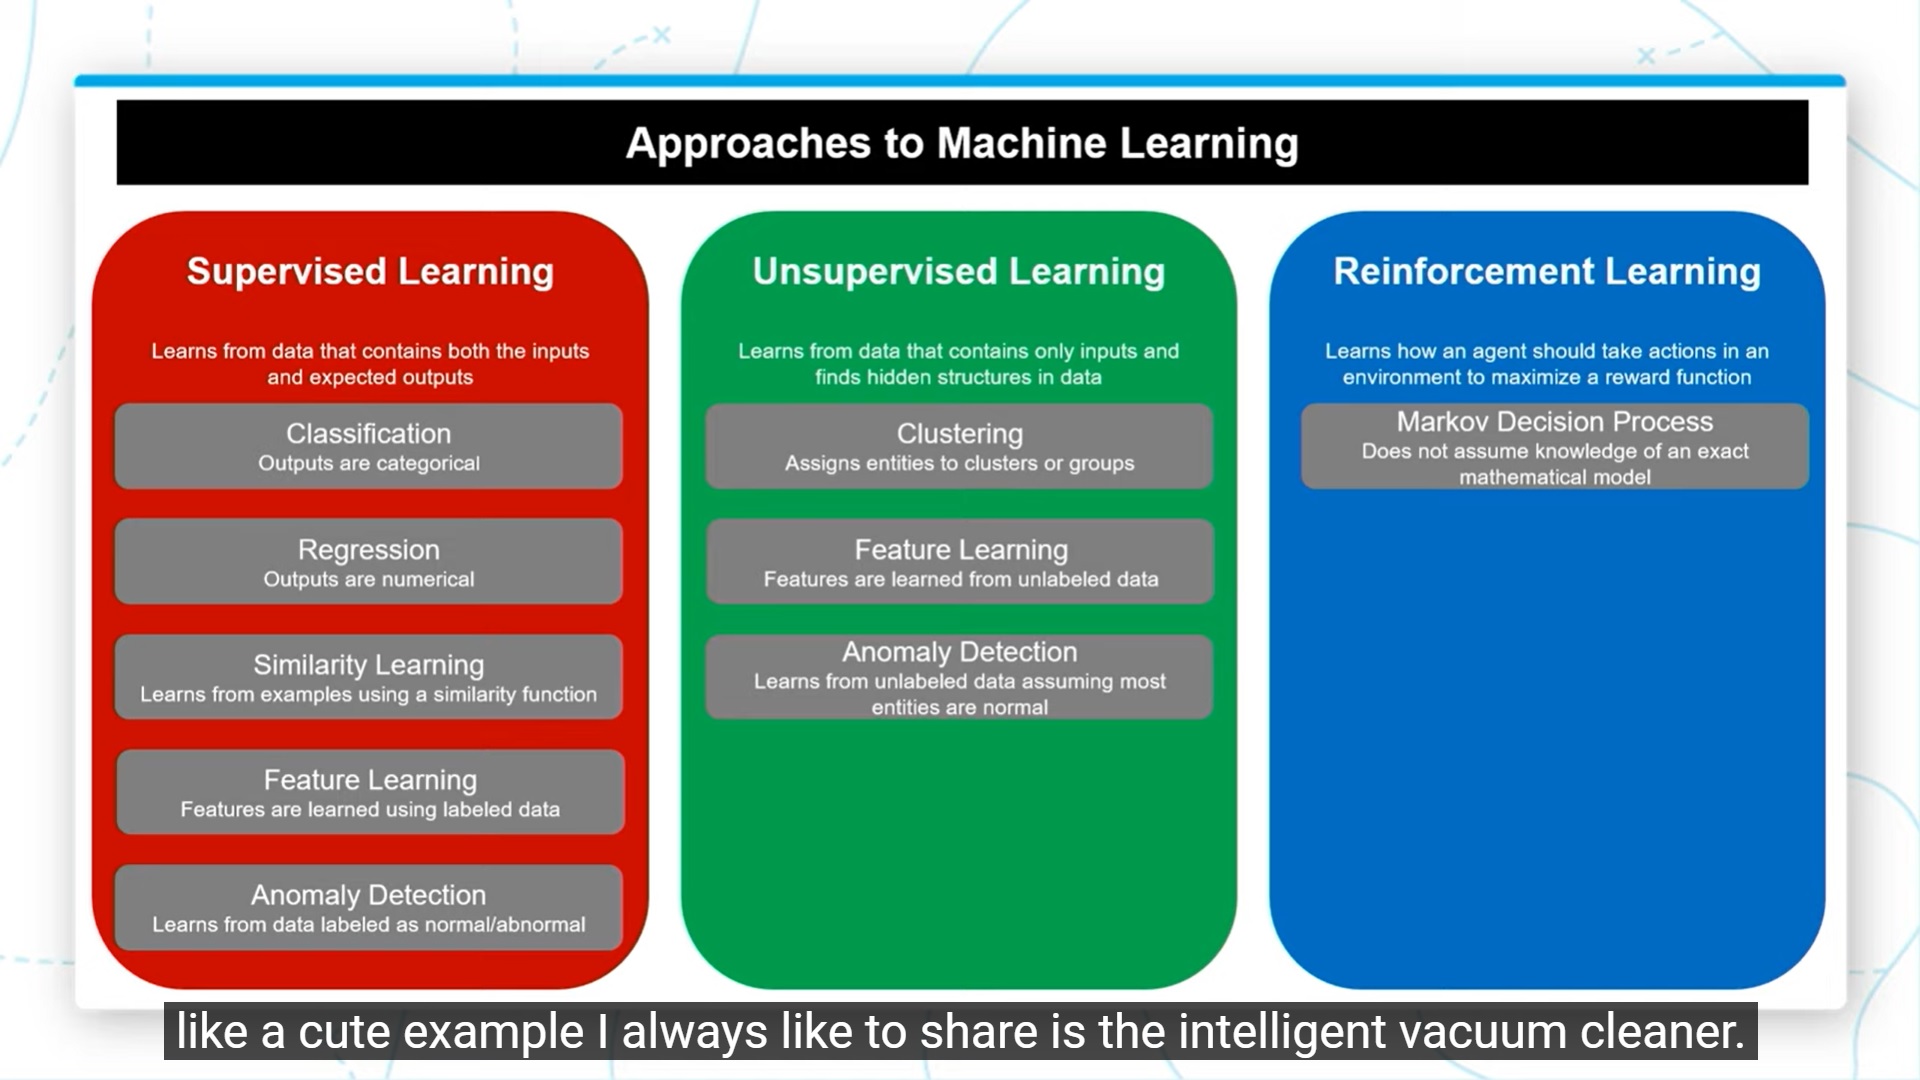 Approaches to Machine Learning
Supervised Learning
Learns from data that contains both the inputs
and expected outputs
Classification
Outputs are categorical
Regression
Outputs are numerical
Similarity Learning
Learns from examples using a similarity function
Feature Learning
Features are learned using labeled data
Anomaly Detection
Learns from data labeled as normal/abnormal
Unsupervised Learning
Learns from data that contains only inputs and
finds hidden structures in data
Clustering
Assigns entities to clusters or groups
Feature Learning
Features are learned from unlabeled data
Anomaly Detection
Learns from unlabeled data assuming most
entities are normal
Reinforcement Learning
Learns how an agent should take actions in an
environment to maximize a reward function
Markov Decision Process
Does not assume knowledge of an exact
mathematical model
like a cute example I always like to share is the intelligent vacuum cleaner.